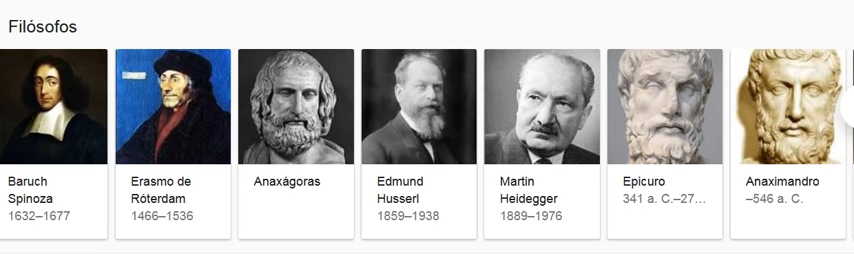 Filósofos
Baruch
Spinoza
1632–1677
Erasmo de
Róterdam
1466–1536
Anaxágoras
Edmund
Husserl
1859–1938
Martin
Heidegger
1889–1976
Epicuro
341 a. C.–27...
Anaximandro
–546 a. C.